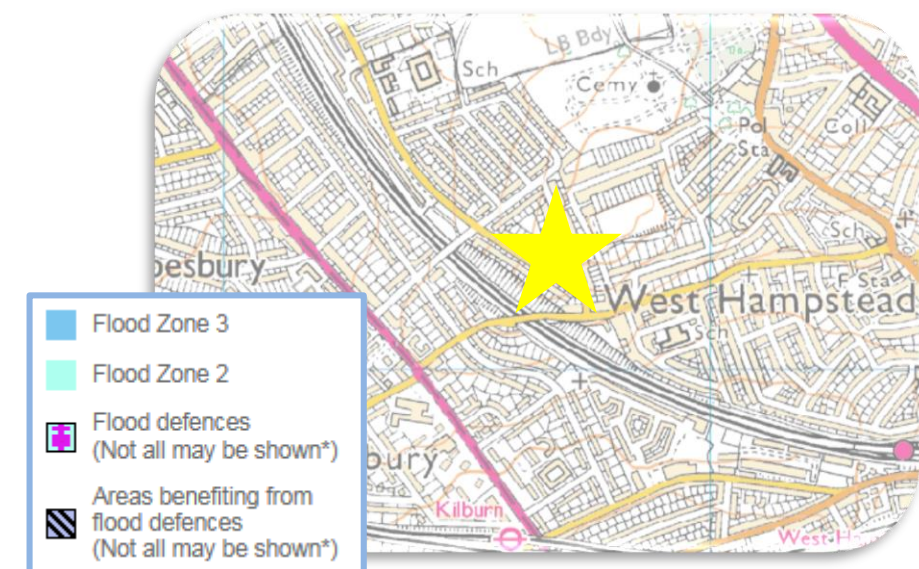 LB Bdy
Sch
Cemy
Pol
Sta
Coll
Sch
pesbury
F Sta
West Hampstead
Sch
bury
Kilburn
West H
Flood Zone 3
Flood Zone 2
Flood defences
(Not all may be shown*)
Areas benefiting from
flood defences
(Not all may be shown*)